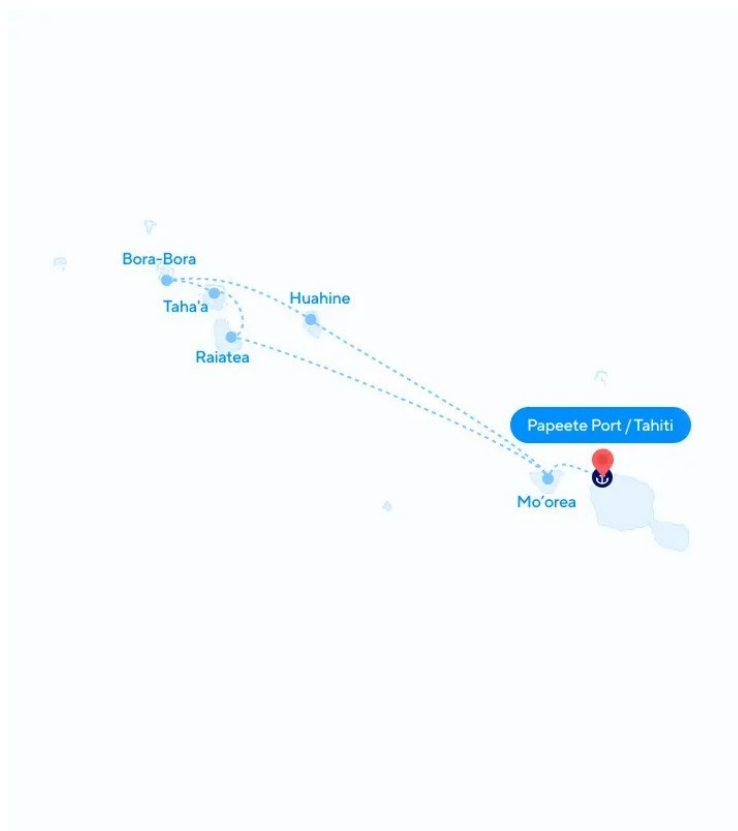 Bora-Bora
Huahine
Taha'a
Raiatea
Papeete Port / Tahiti
Mo‘orea